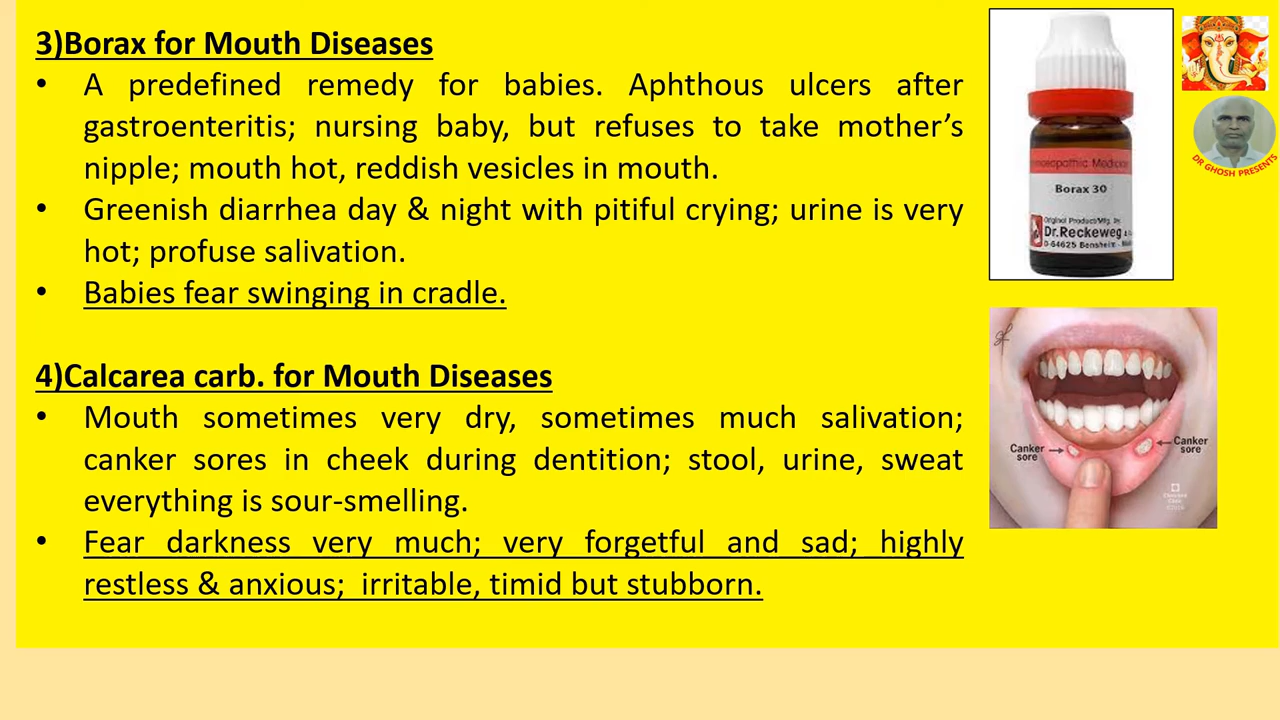 3)Borax for Mouth Diseases
• A predefined remedy for babies. Aphthous ulcers after
gastroenteritis; nursing baby, but refuses to take mother’s
nipple; mouth hot, reddish vesicles in mouth.
• Greenish diarrhea day & night with pitiful crying; urine is very
hot; profuse salivation.
• Babies fear swinging in cradle.
4)Calcarea carb. for Mouth Diseases
• Mouth sometimes very dry, sometimes much salivation;
canker sores in cheek during dentition; stool, urine, sweat
everything is sour-smelling.
• Fear darkness very much; very forgetful and sad; highly
restless & anxious; irritable, timid but stubborn.
Borax 30
Dr.Reckeweg
D-64625 Bensheim
DR GHOSH PRESENTS
Canker
sore
Canker
sore